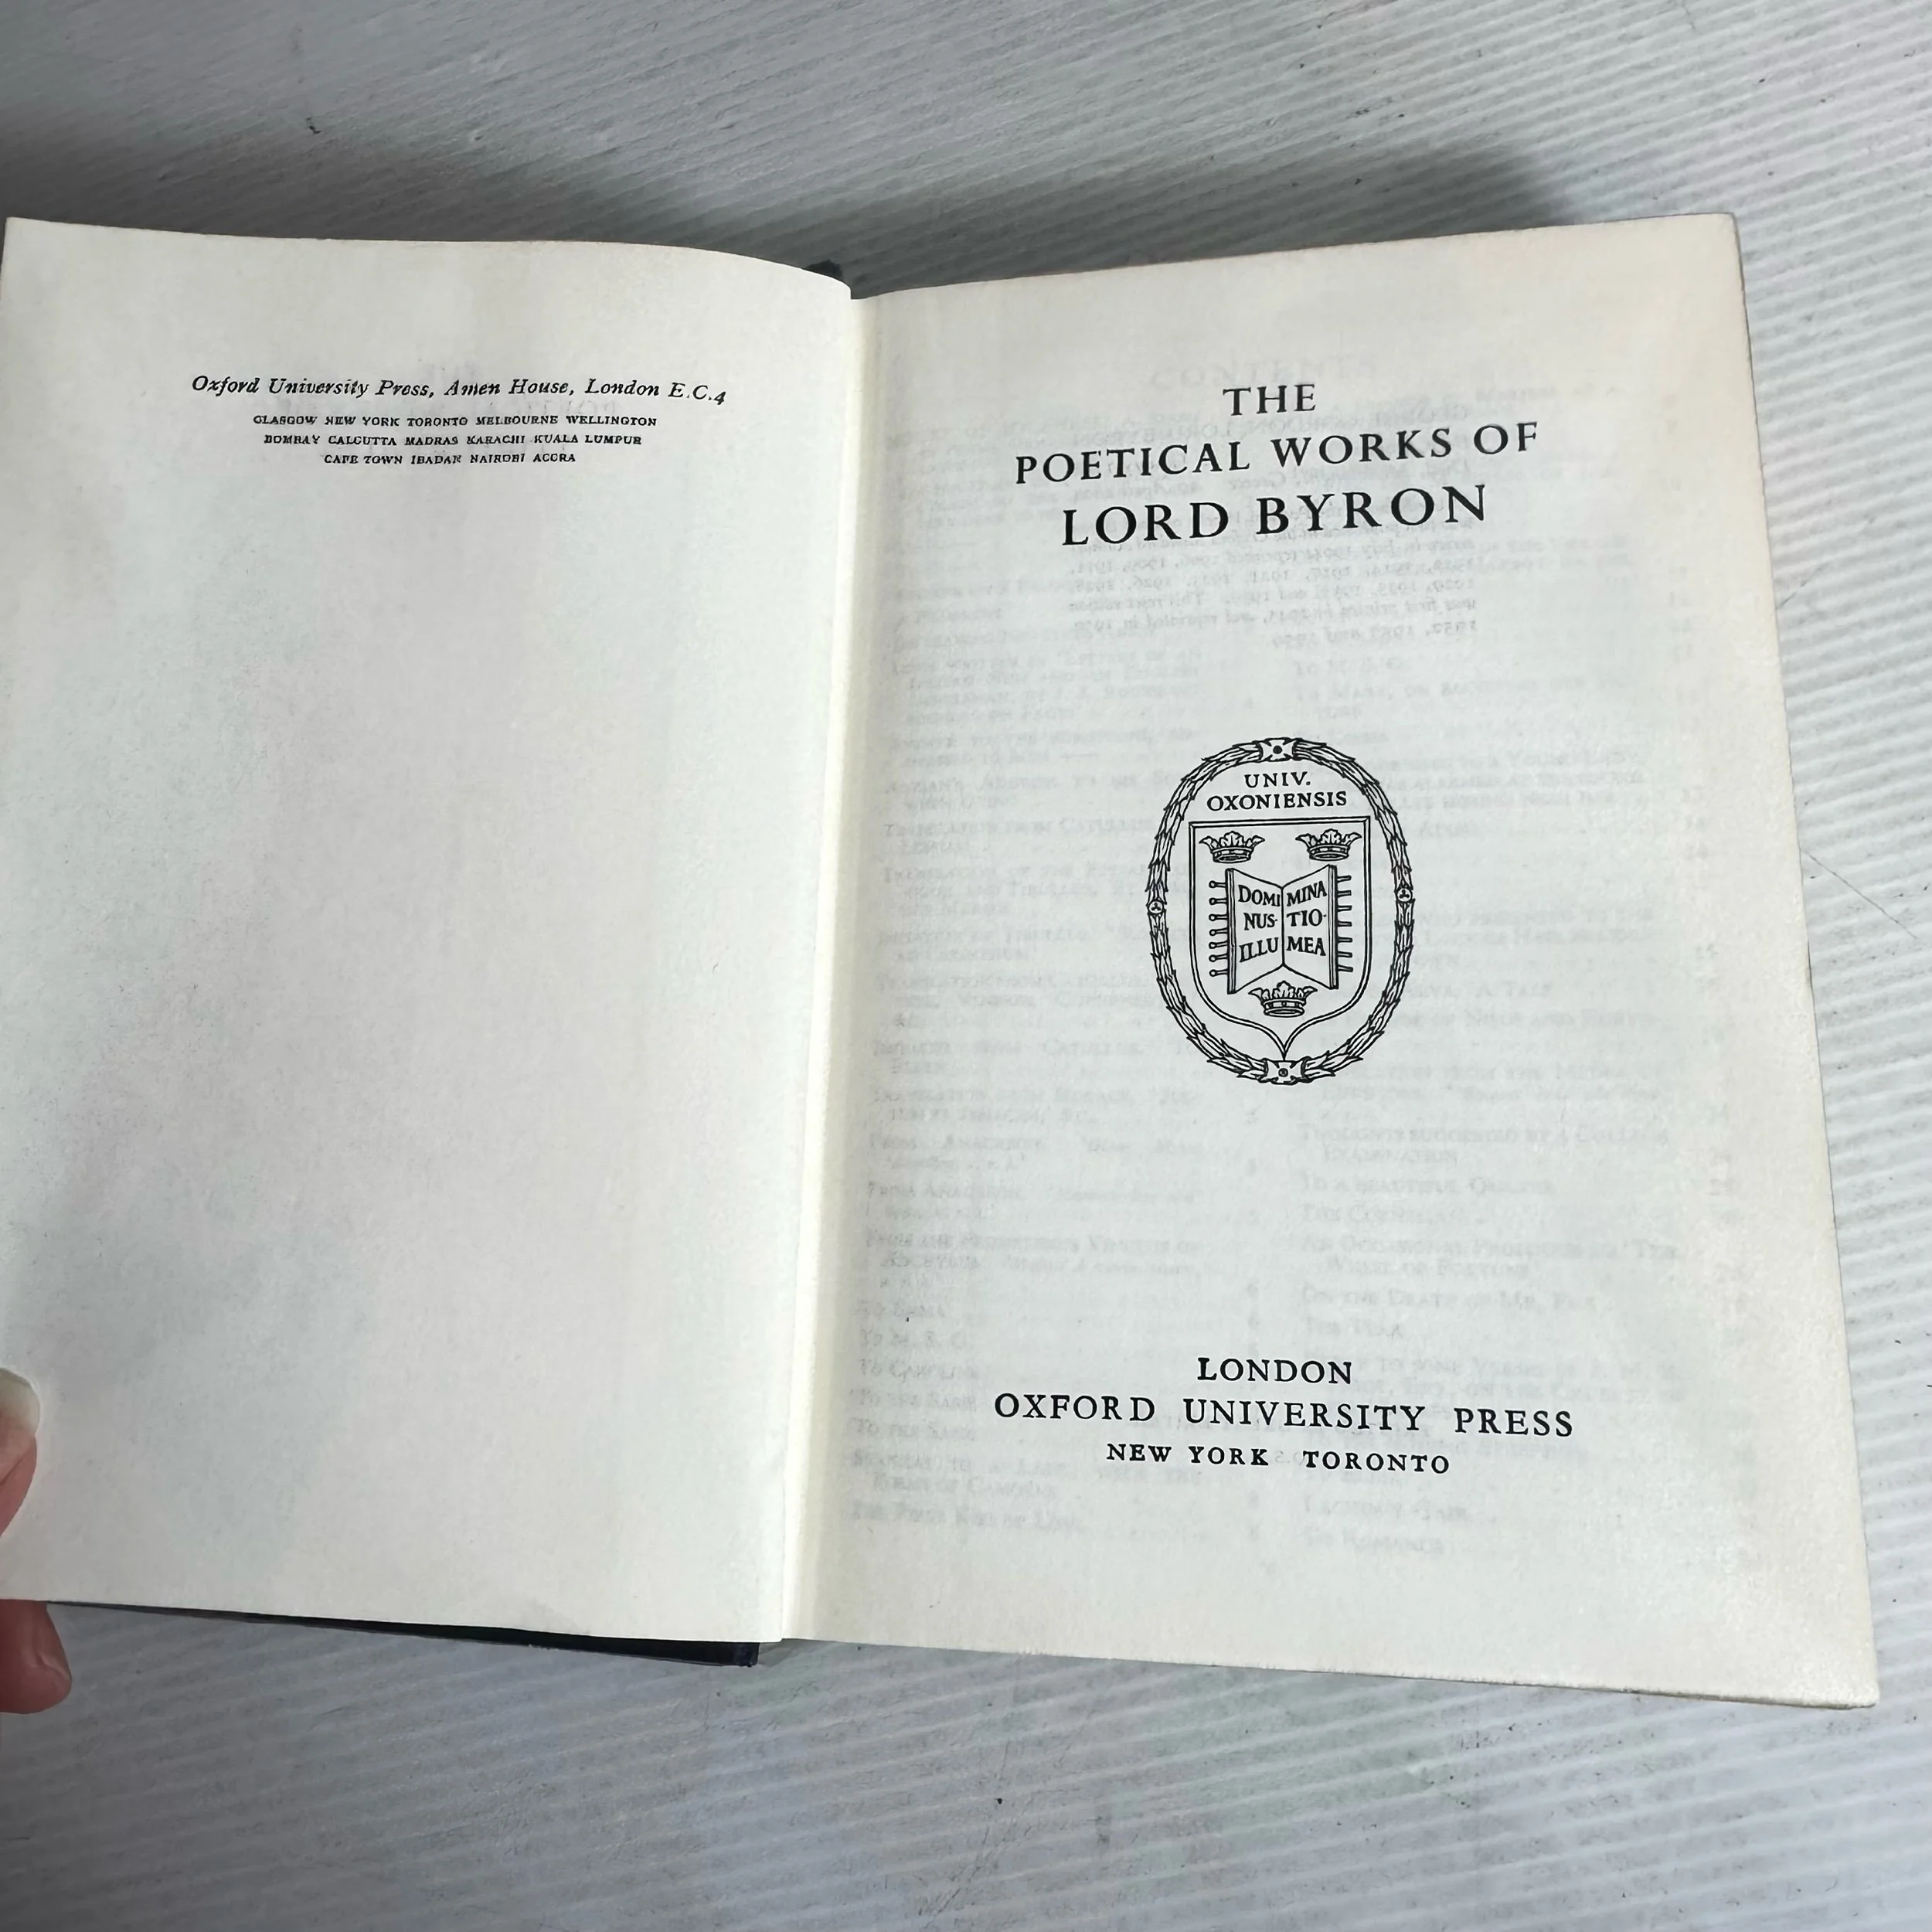 Oxford University Press, Amen House, London E.C.4
GLASGOW NEW YORK TORONTO MELBOURNE WELLINGTON
BOMBAY CALCUTTA MADRAS KARACHI KUALA LUMPUR
CAPE TOWN IBADAN NAIROBI ACCRA
THE
POETICAL WORKS OF
LORD BYRON
UNIV.
OXONIENSIS
DOMI MINA
NUS TIO
ILLU MEA
LONDON
OXFORD UNIVERSITY PRESS
NEW YORK TORONTO